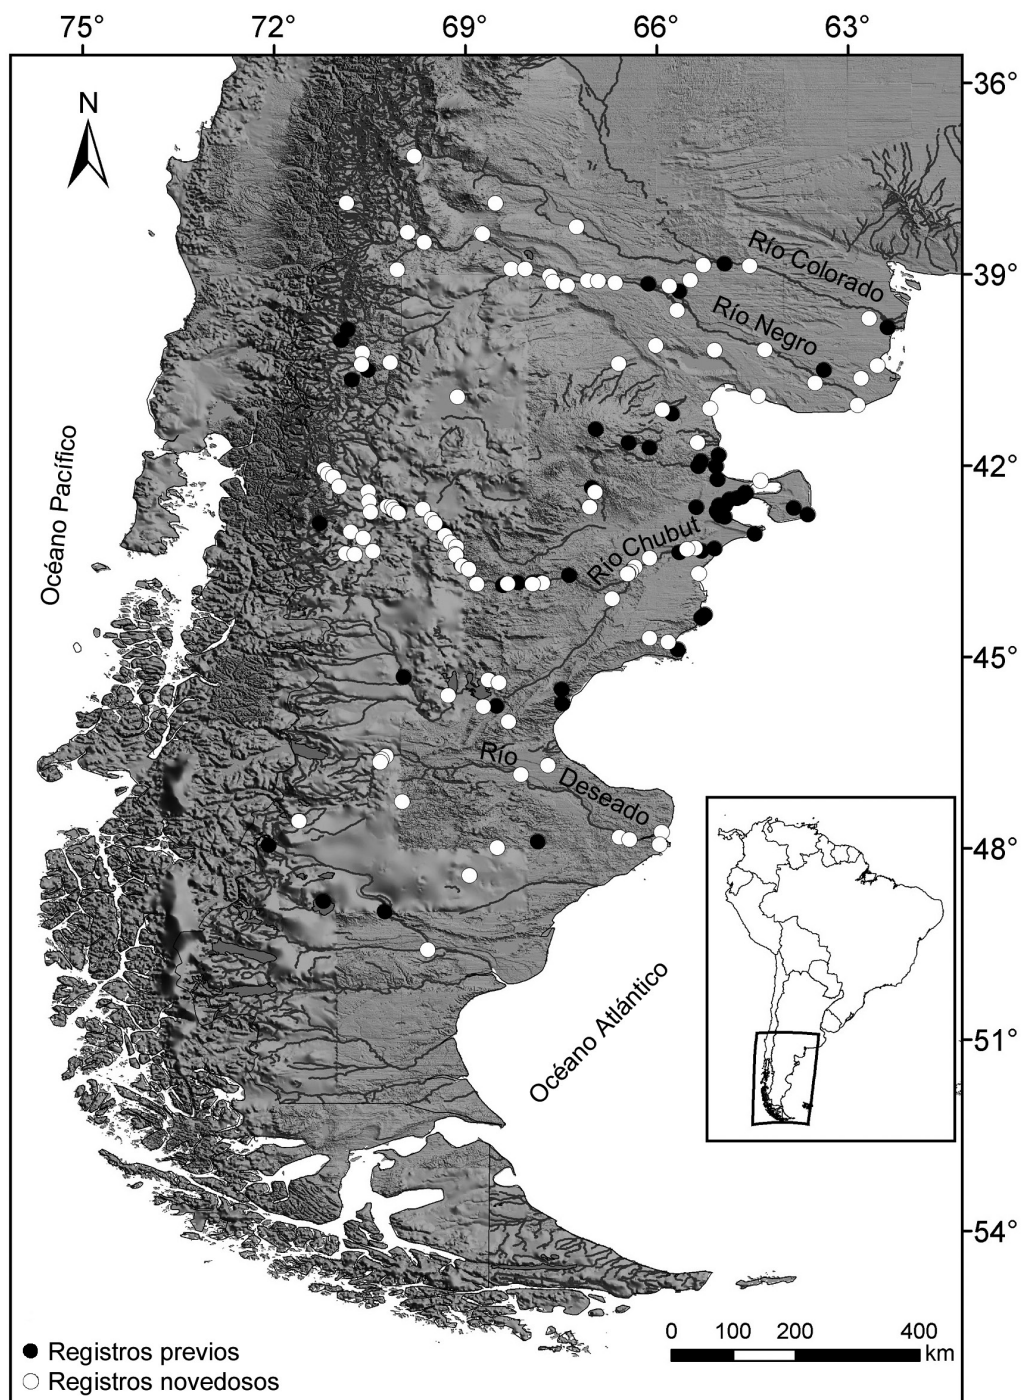 75° 72° 69° 66° 63°
N
36°
Río Colorado
39°
Río Negro
42°
Océano Pacífico
Río Chubut
45°
Río Deseado
48°
Océano Atlántico
51°
54°
0 100 200 400
km
Registros previos
Registros novedosos